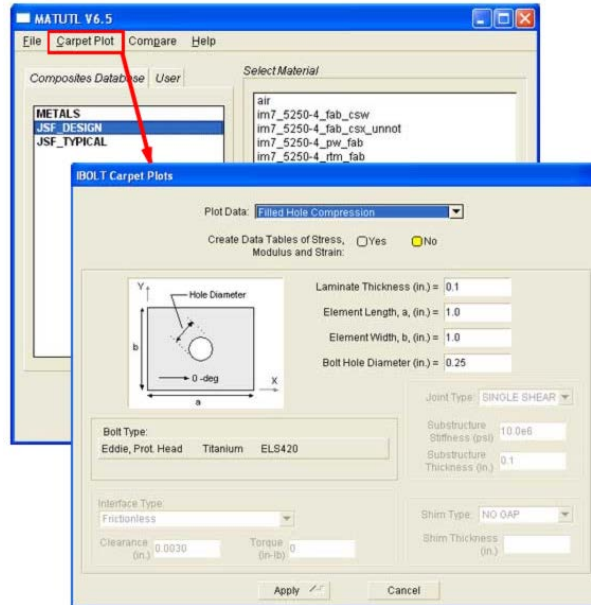 MATUTL V6.5
File Carpet Plot Compare Help
Composites Database User
Select Material
METALS
JSF_DESIGN
JSF_TYPICAL
air
im7_5250-4_fab_csw
im7_5250-4_fab_csx_unnot
im7_5250-4_pw_fab
im7_5250-4_rtm_fab
IBOLT Carpet Plots
Plot Data: Filled Hole Compression
Create Data Tables of Stress, Yes No
Modulus and Strain:
Y
Hole Diameter
b
0 -deg
X
a
Laminate Thickness (in.) = 0.1
Element Length, a, (in.) = 1.0
Element Width, b, (in.) = 1.0
Bolt Hole Diameter (in.) = 0.25
Joint Type: SINGLE SHEAR
Substructure
Stiffness (psi) 10.0e6
Substructure
Thickness (in.) 0.1
Bolt Type:
Eddie, Prot. Head Titanium ELS420
Interface Type:
Frictionless
Clearance
(in.) 0.0030
Torque
(in-lb) 0
Shim Type: NO GAP
Shim Thickness
(in.)
Apply Cancel